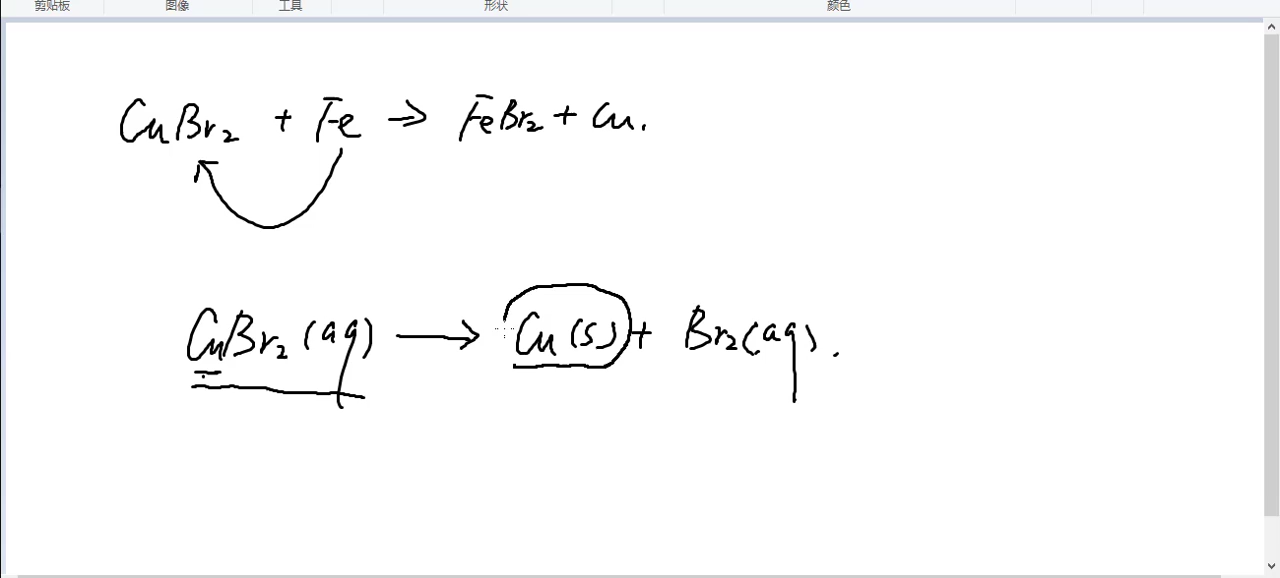 剪贴板 图像 工具 形状 颜色
CuBr₂ + Fe → FeBr₂ + Cu.
CuBr₂ (aq) → Cu (s) + Br₂ (aq).